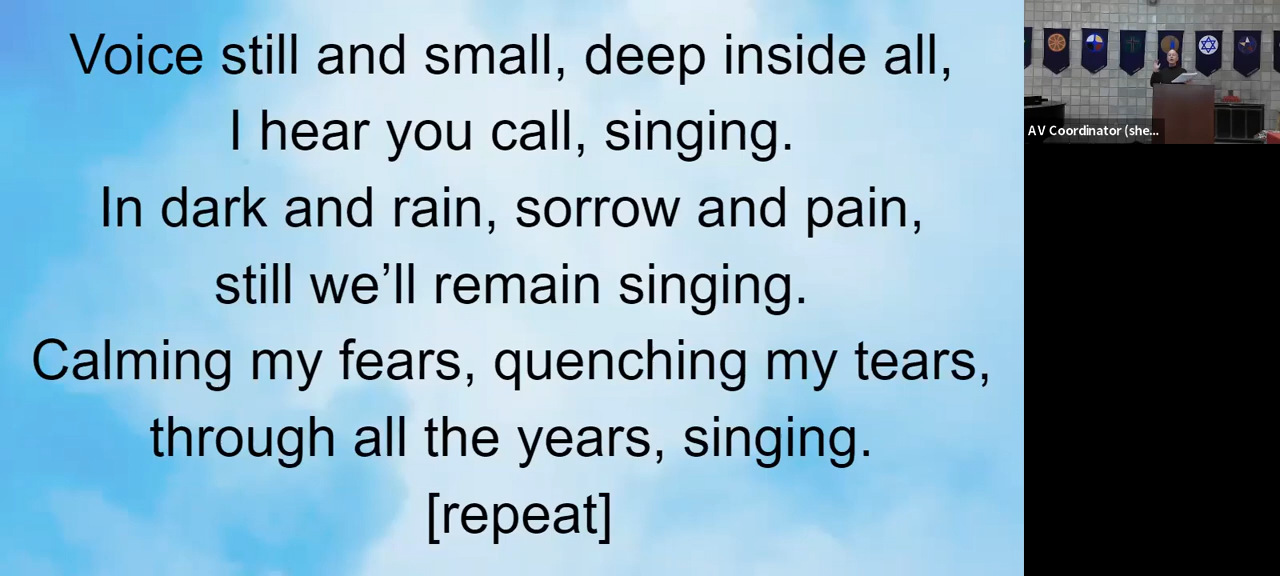 Voice still and small, deep inside all,
I hear you call, singing.
In dark and rain, sorrow and pain,
still we’ll remain singing.
Calming my fears, quenching my tears,
through all the years, singing.
[repeat]
AV Coordinator (she...